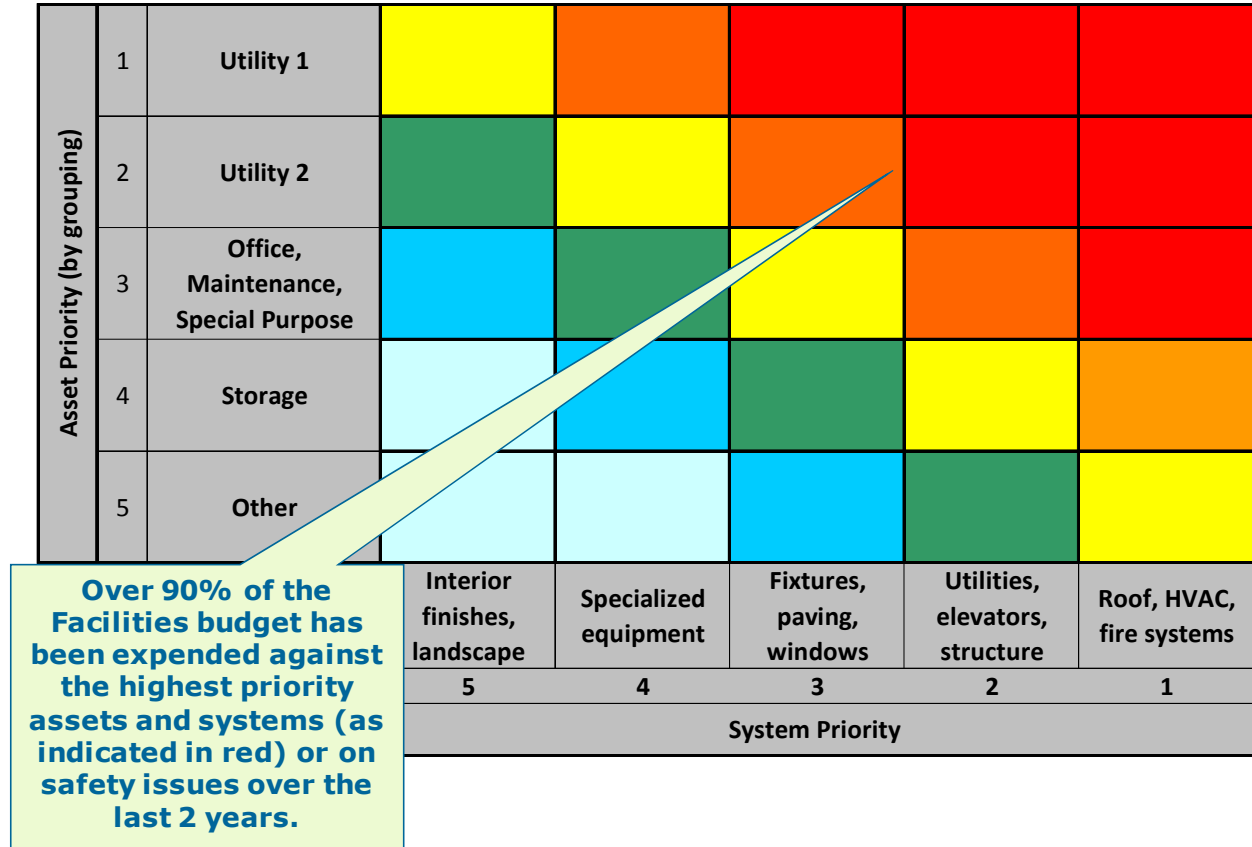 Asset Priority (by grouping)
1
Utility 1
2
Utility 2
3
Office,
Maintenance,
Special Purpose
4
Storage
5
Other
Interior
finishes,
landscape
Specialized
equipment
Fixtures,
paving,
windows
Utilities,
elevators,
structure
Roof, HVAC,
fire systems
5
4
3
2
1
System Priority
Over 90% of the
Facilities budget has
been expended against
the highest priority
assets and systems (as
indicated in red) or on
safety issues over the
last 2 years.